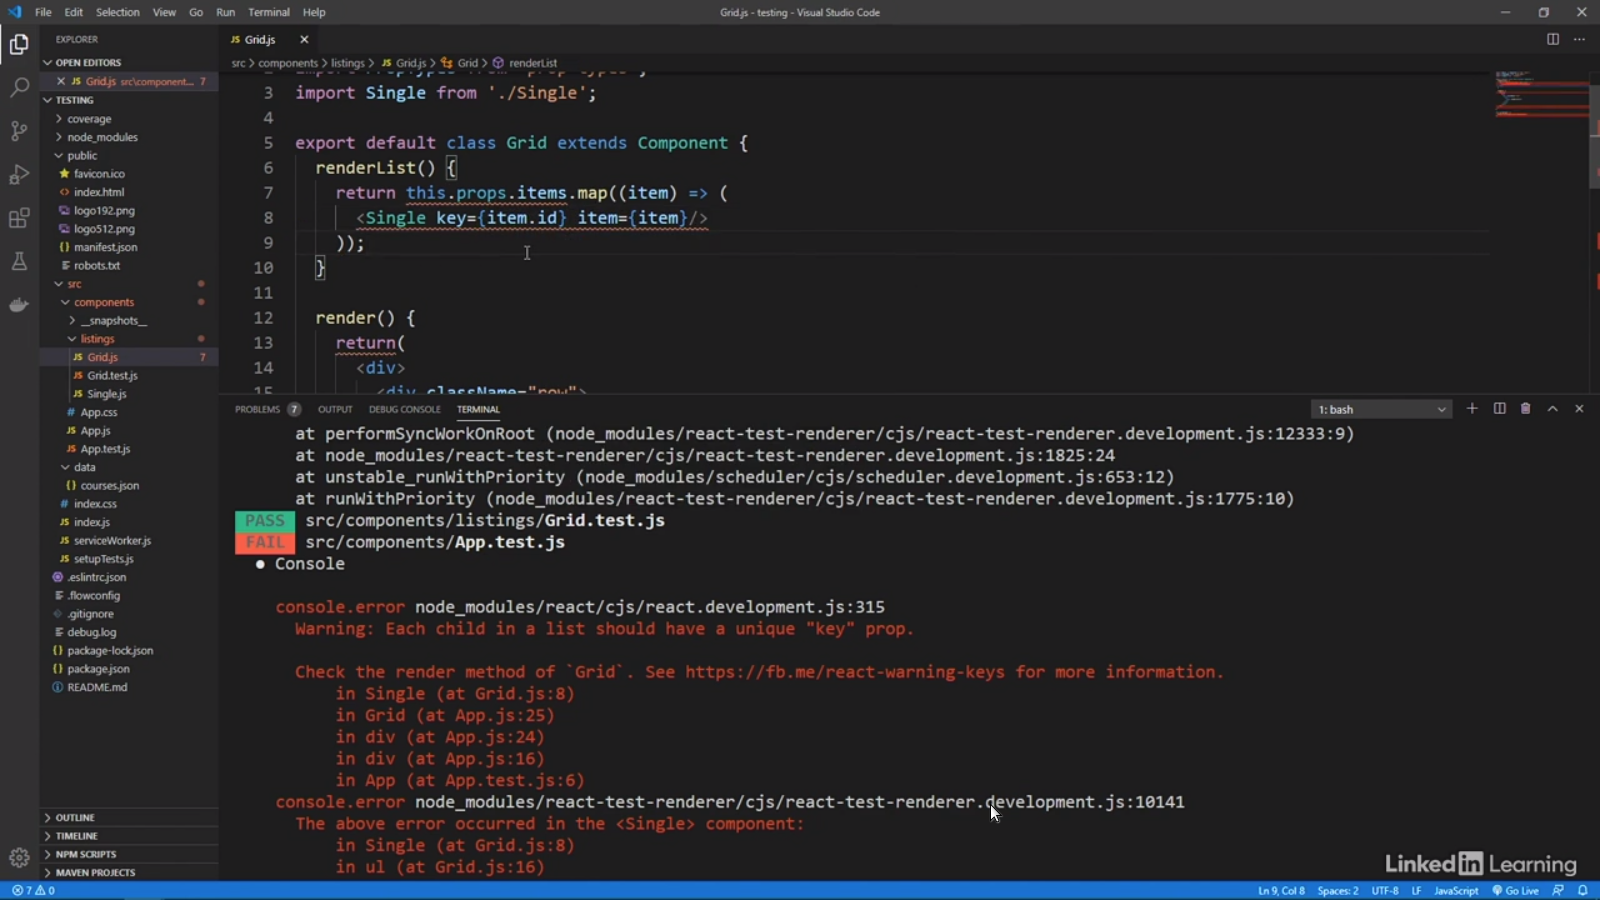 File Edit Selection View Go Run Terminal Help
Grid.js - testing - Visual Studio Code
EXPLORER
OPEN EDITORS
JS Grid.js src\component... 7
TESTING
coverage
node_modules
public
favicon.ico
index.html
logo192.png
logo512.png
manifest.json
robots.txt
src
components
__snapshots__
listings
JS Grid.js 7
JS Grid.test.js
JS Single.js
# App.css
JS App.js
JS App.test.js
data
{} courses.json
# index.css
JS index.js
JS serviceWorker.js
JS setupTests.js
.eslintrc.json
.flowconfig
.gitignore
debug.log
{} package-lock.json
{} package.json
README.md
OUTLINE
TIMELINE
NPM SCRIPTS
MAVEN PROJECTS
JS Grid.js
src > components > listings > JS Grid.js > Grid > renderList
3 import Single from './Single';
4
5 export default class Grid extends Component {
6 renderList() {
7 return this.props.items.map((item) => (
8 <Single key={item.id} item={item}/>
9 ));
10 }
11
12 render() {
13 return(
14 <div>
15 <div className="row">
PROBLEMS 7 OUTPUT DEBUG CONSOLE TERMINAL
1: bash
at performSyncWorkOnRoot (node_modules/react-test-renderer/cjs/react-test-renderer.development.js:12333:9)
at node_modules/react-test-renderer/cjs/react-test-renderer.development.js:1825:24
at unstable_runWithPriority (node_modules/scheduler/cjs/scheduler.development.js:653:12)
at runWithPriority (node_modules/react-test-renderer/cjs/react-test-renderer.development.js:1775:10)
PASS src/components/listings/Grid.test.js
FAIL src/components/App.test.js
● Console
console.error node_modules/react/cjs/react.development.js:315
Warning: Each child in a list should have a unique "key" prop.
Check the render method of `Grid`. See https://fb.me/react-warning-keys for more information.
in Single (at Grid.js:8)
in Grid (at App.js:25)
in div (at App.js:24)
in div (at App.js:16)
in App (at App.test.js:6)
console.error node_modules/react-test-renderer/cjs/react-test-renderer.development.js:10141
The above error occurred in the <Single> component:
in Single (at Grid.js:8)
in ul (at Grid.js:16)
LinkedIn Learning
7 0
Ln 9, Col 8 Spaces: 2 UTF-8 LF JavaScript Go Live